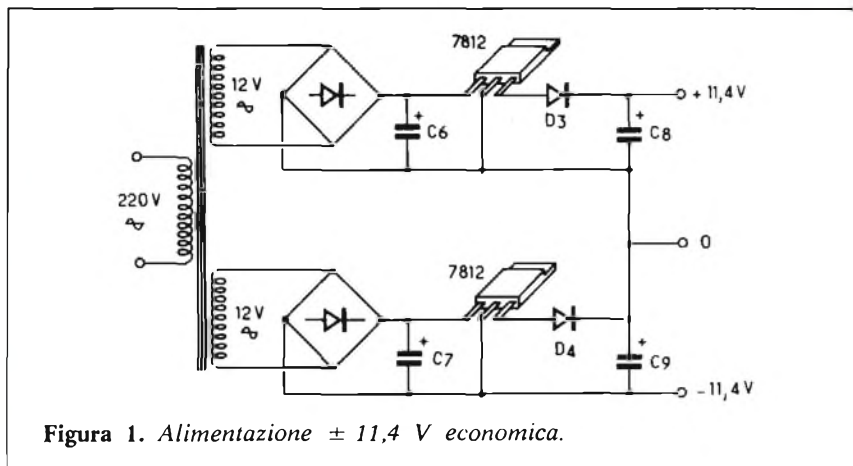 7812
12 V
+ 11,4 V
C6
+
D3
+
C8
220 V
0
7812
12 V
+
C7
D4
+
C9
- 11,4 V
Figura 1. Alimentazione ± 11,4 V economica.